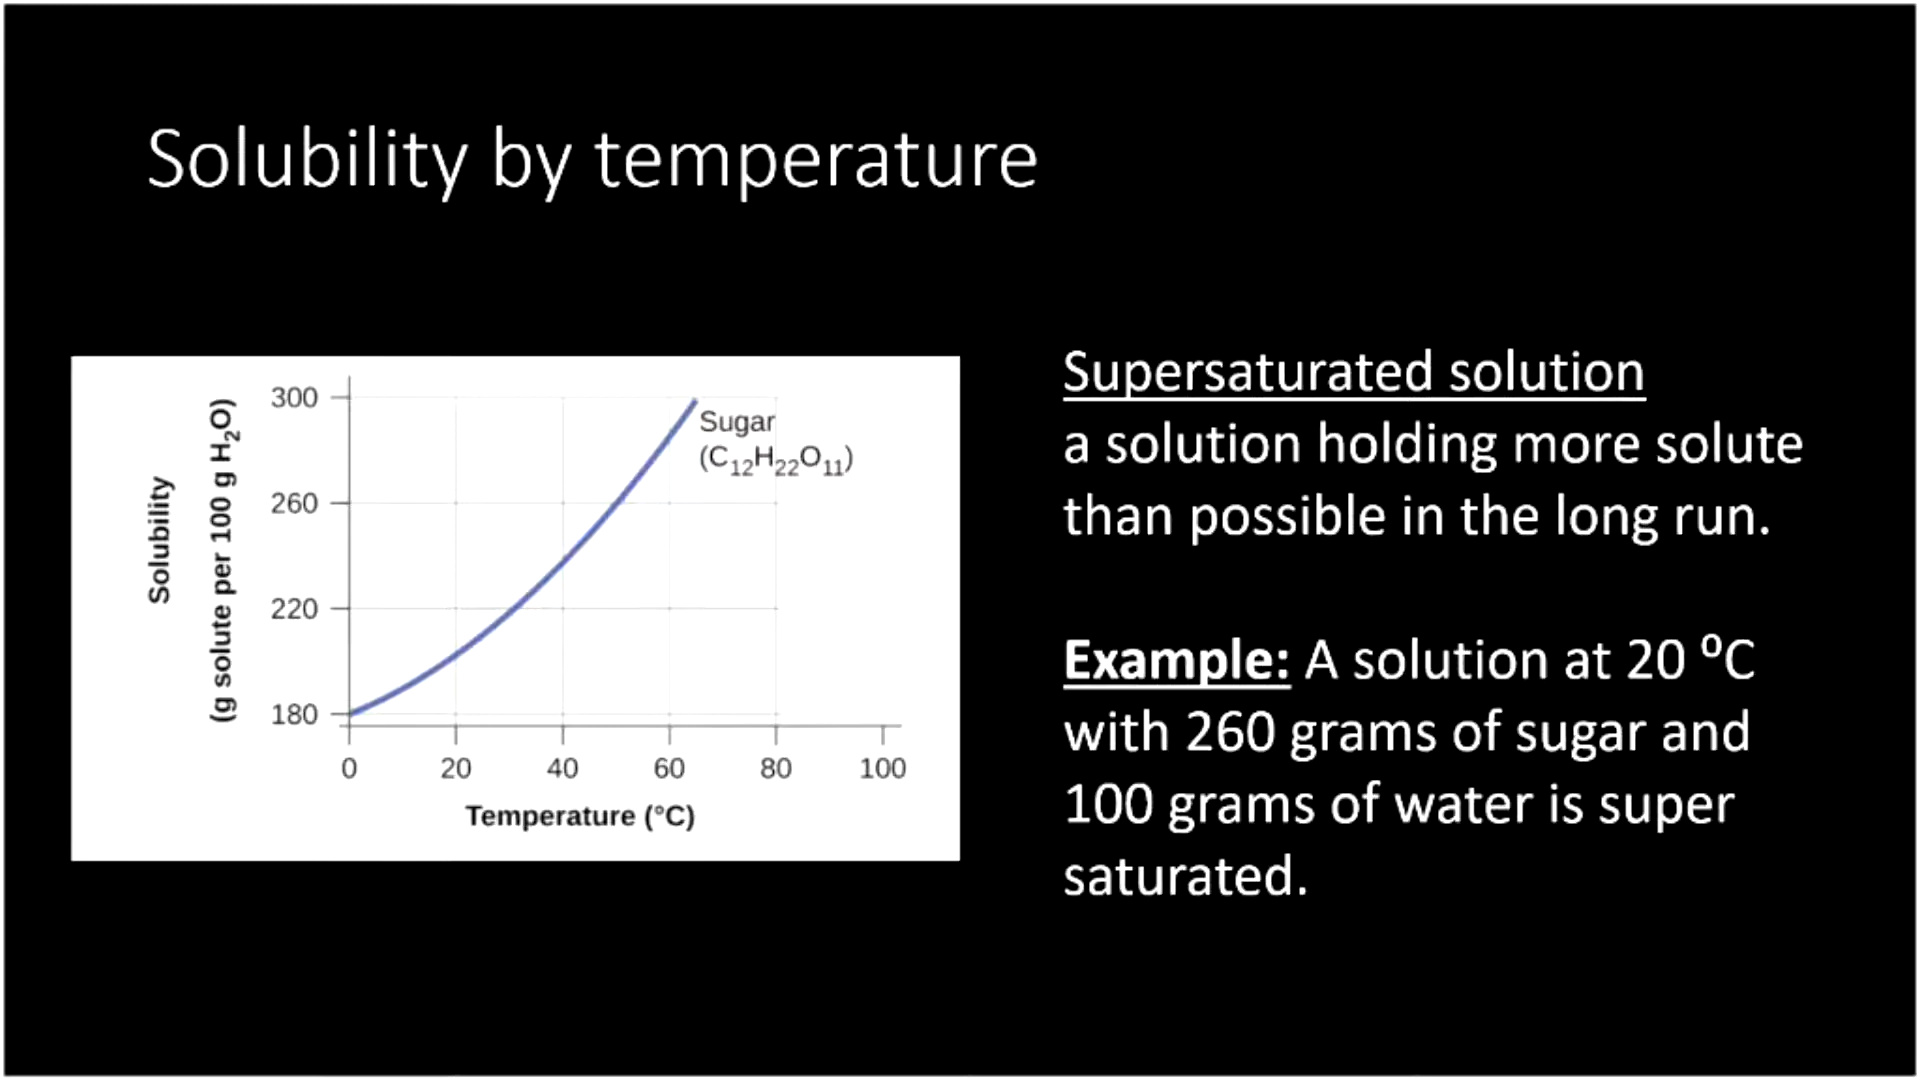 Solubility by temperature
Solubility
(g solute per 100 g H₂O)
300
260
220
180
Sugar
(C₁₂H₂₂O₁₁)
0 20 40 60 80 100
Temperature (°C)
Supersaturated solution
a solution holding more solute
than possible in the long run.
Example: A solution at 20 ⁰C
with 260 grams of sugar and
100 grams of water is super
saturated.